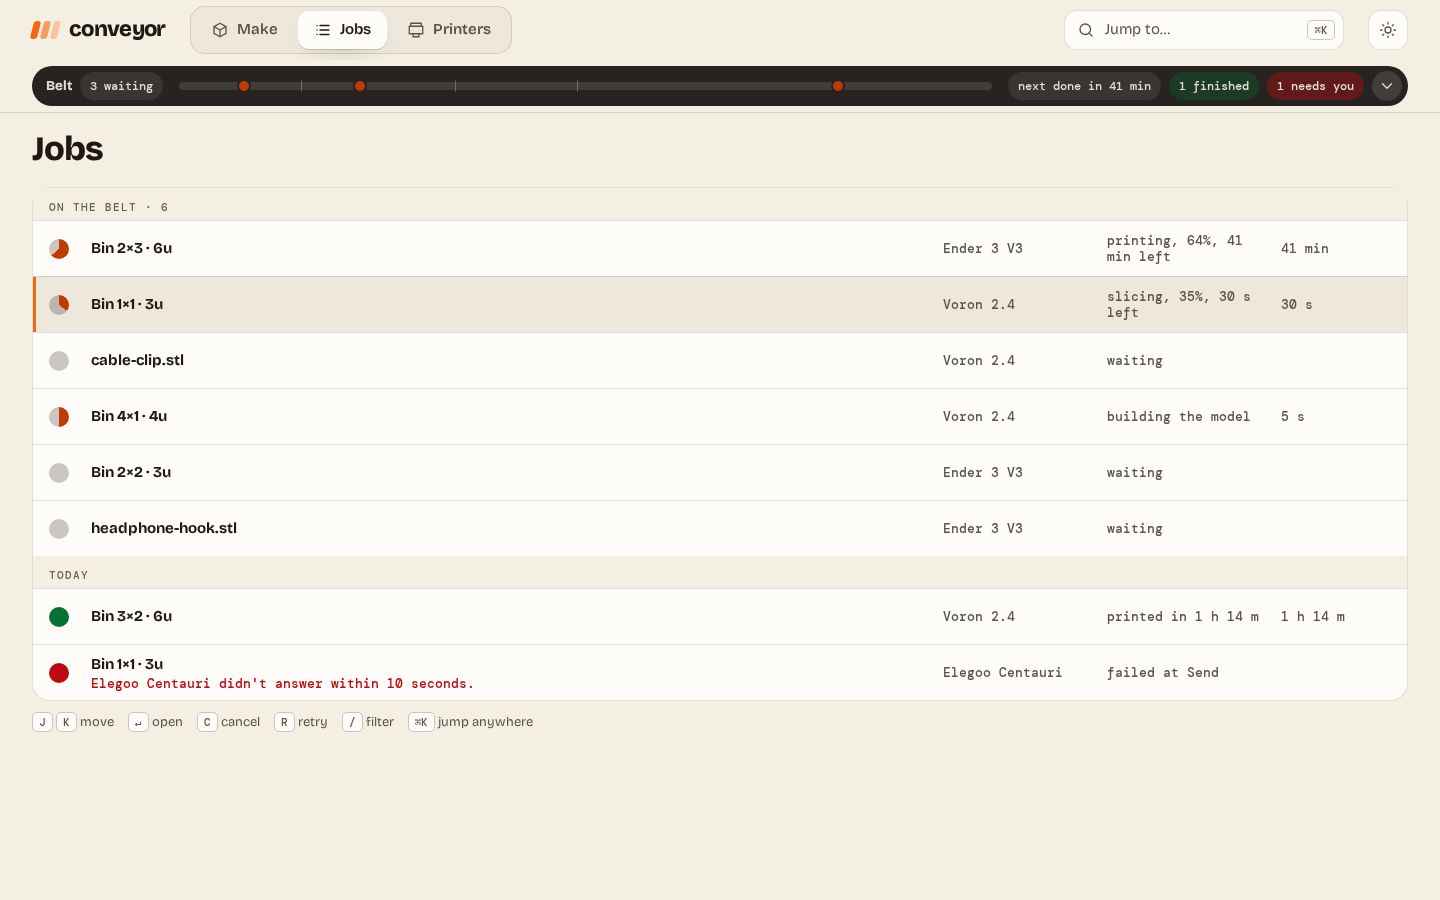 conveyor
Make
Jobs
Printers
Jump to...
⌘K
Belt
3 waiting
next done in 41 min
1 finished
1 needs you
Jobs
ON THE BELT · 6
Bin 2×3 · 6u
Ender 3 V3
printing, 64%, 41
min left
41 min
Bin 1×1 · 3u
Voron 2.4
slicing, 35%, 30 s
left
30 s
cable-clip.stl
Voron 2.4
waiting
Bin 4×1 · 4u
Voron 2.4
building the model
5 s
Bin 2×2 · 3u
Ender 3 V3
waiting
headphone-hook.stl
Ender 3 V3
waiting
TODAY
Bin 3×2 · 6u
Voron 2.4
printed in 1 h 14 m
1 h 14 m
Bin 1×1 · 3u
Elegoo Centauri didn't answer within 10 seconds.
Elegoo Centauri
failed at Send
J K move ↵ open C cancel R retry / filter ⌘K jump anywhere